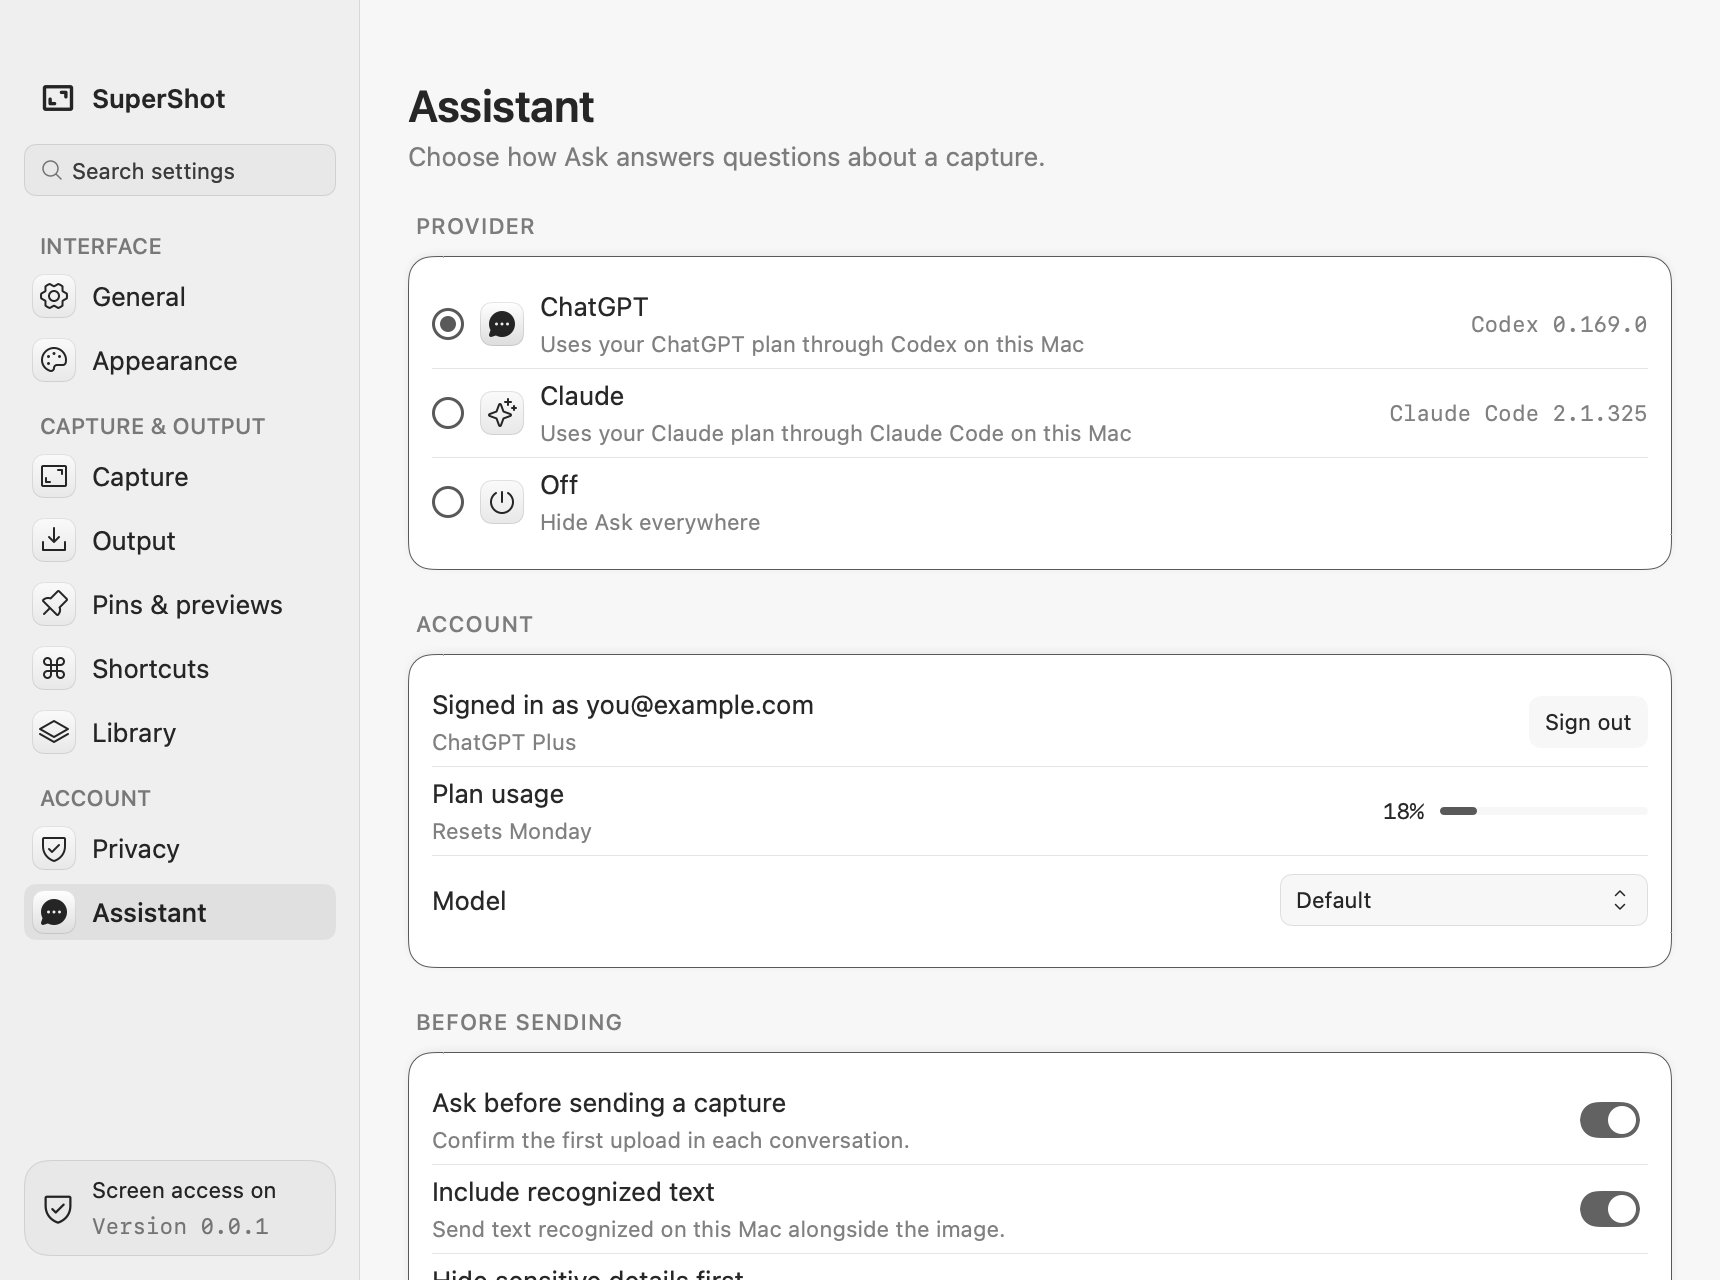 SuperShot
Search settings
INTERFACE
General
Appearance
CAPTURE & OUTPUT
Capture
Output
Pins & previews
Shortcuts
Library
ACCOUNT
Privacy
Assistant
Screen access on
Version 0.0.1
Assistant
Choose how Ask answers questions about a capture.
PROVIDER
ChatGPT
Uses your ChatGPT plan through Codex on this Mac
Codex 0.169.0
Claude
Uses your Claude plan through Claude Code on this Mac
Claude Code 2.1.325
Off
Hide Ask everywhere
ACCOUNT
Signed in as you@example.com
ChatGPT Plus
Sign out
Plan usage
Resets Monday
18%
Model
Default
BEFORE SENDING
Ask before sending a capture
Confirm the first upload in each conversation.
Include recognized text
Send text recognized on this Mac alongside the image.
Hide sensitive details first